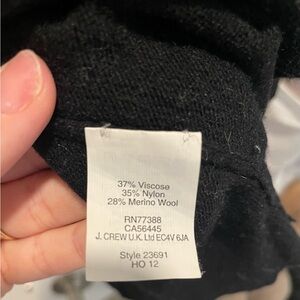 37% Viscose
35% Nylon
28% Merino Wool
RN77388
CA56445
J. CREW U.K. Ltd EC4V 6JA
Style 23691
HO 12